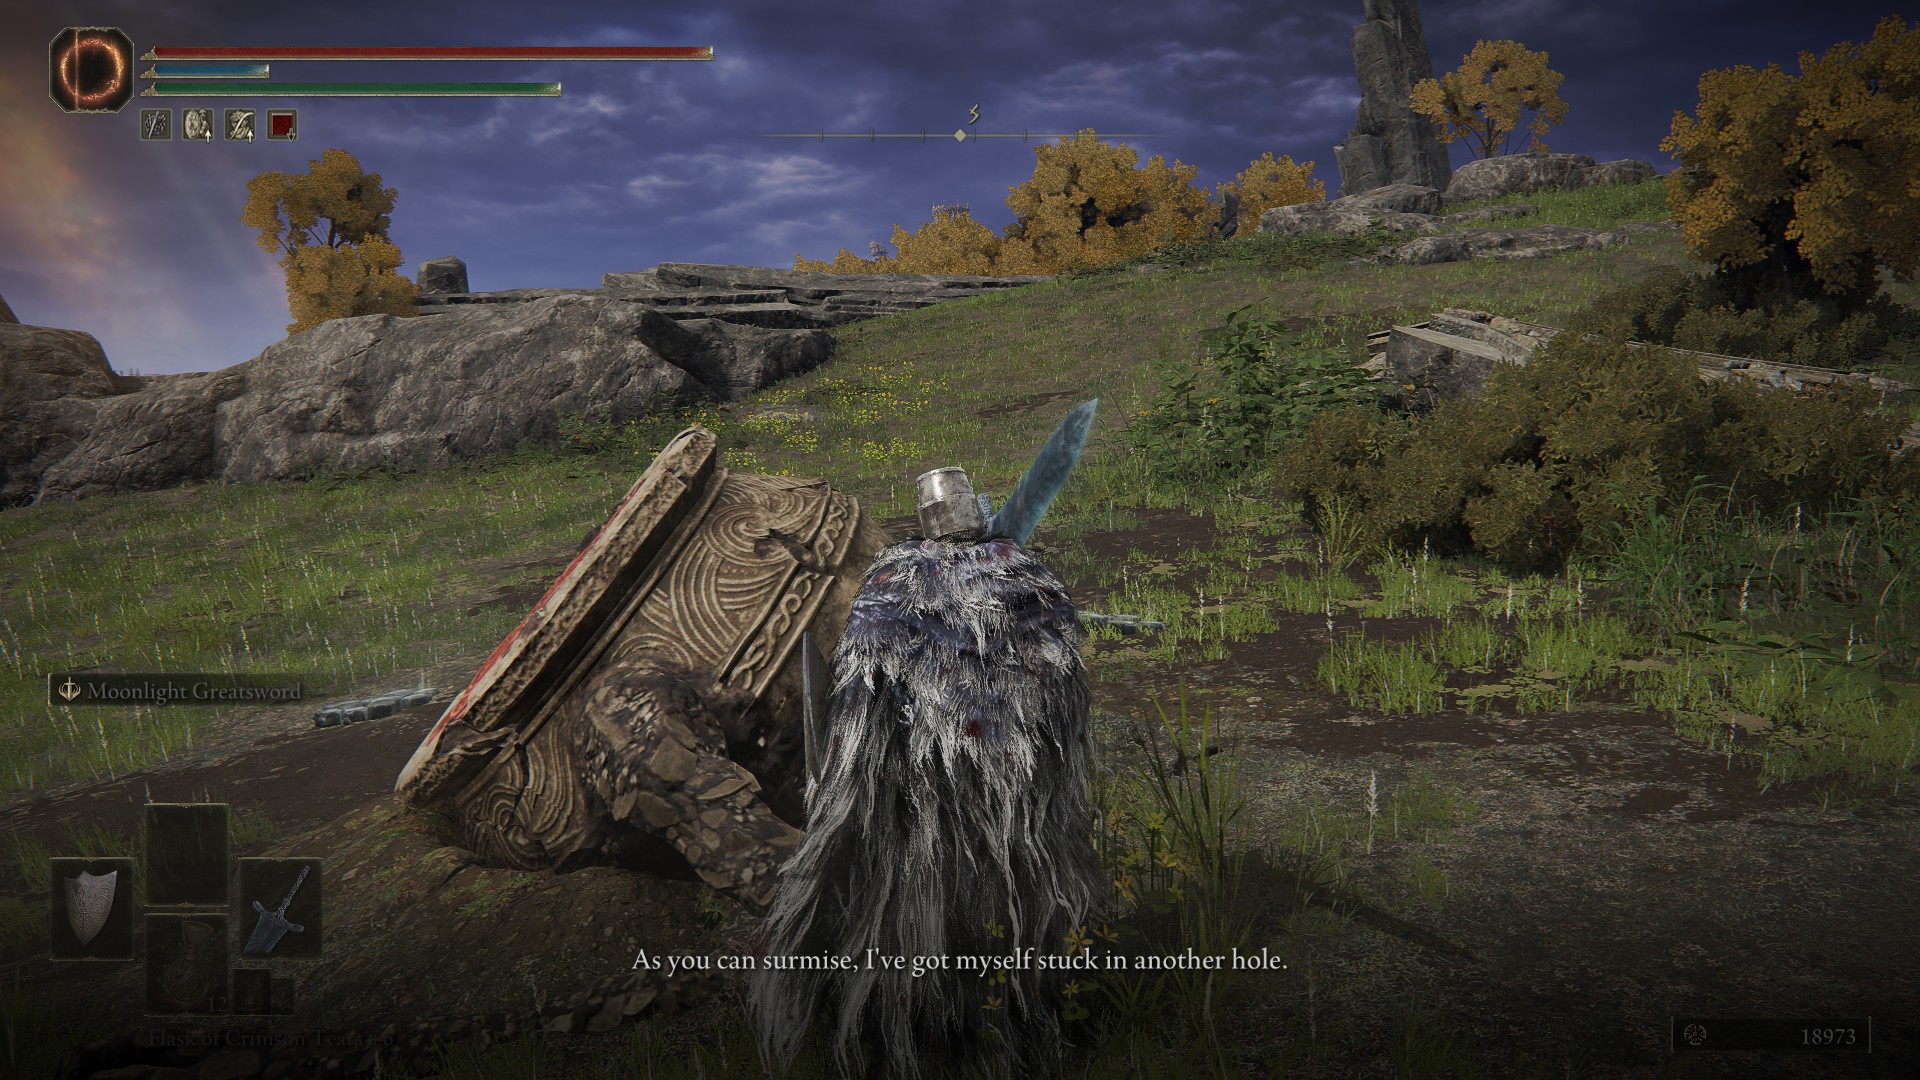 S
Moonlight Greatsword
As you can surmise, I've got myself stuck in another hole.
12
Flask of Crimson Tears +6
18973